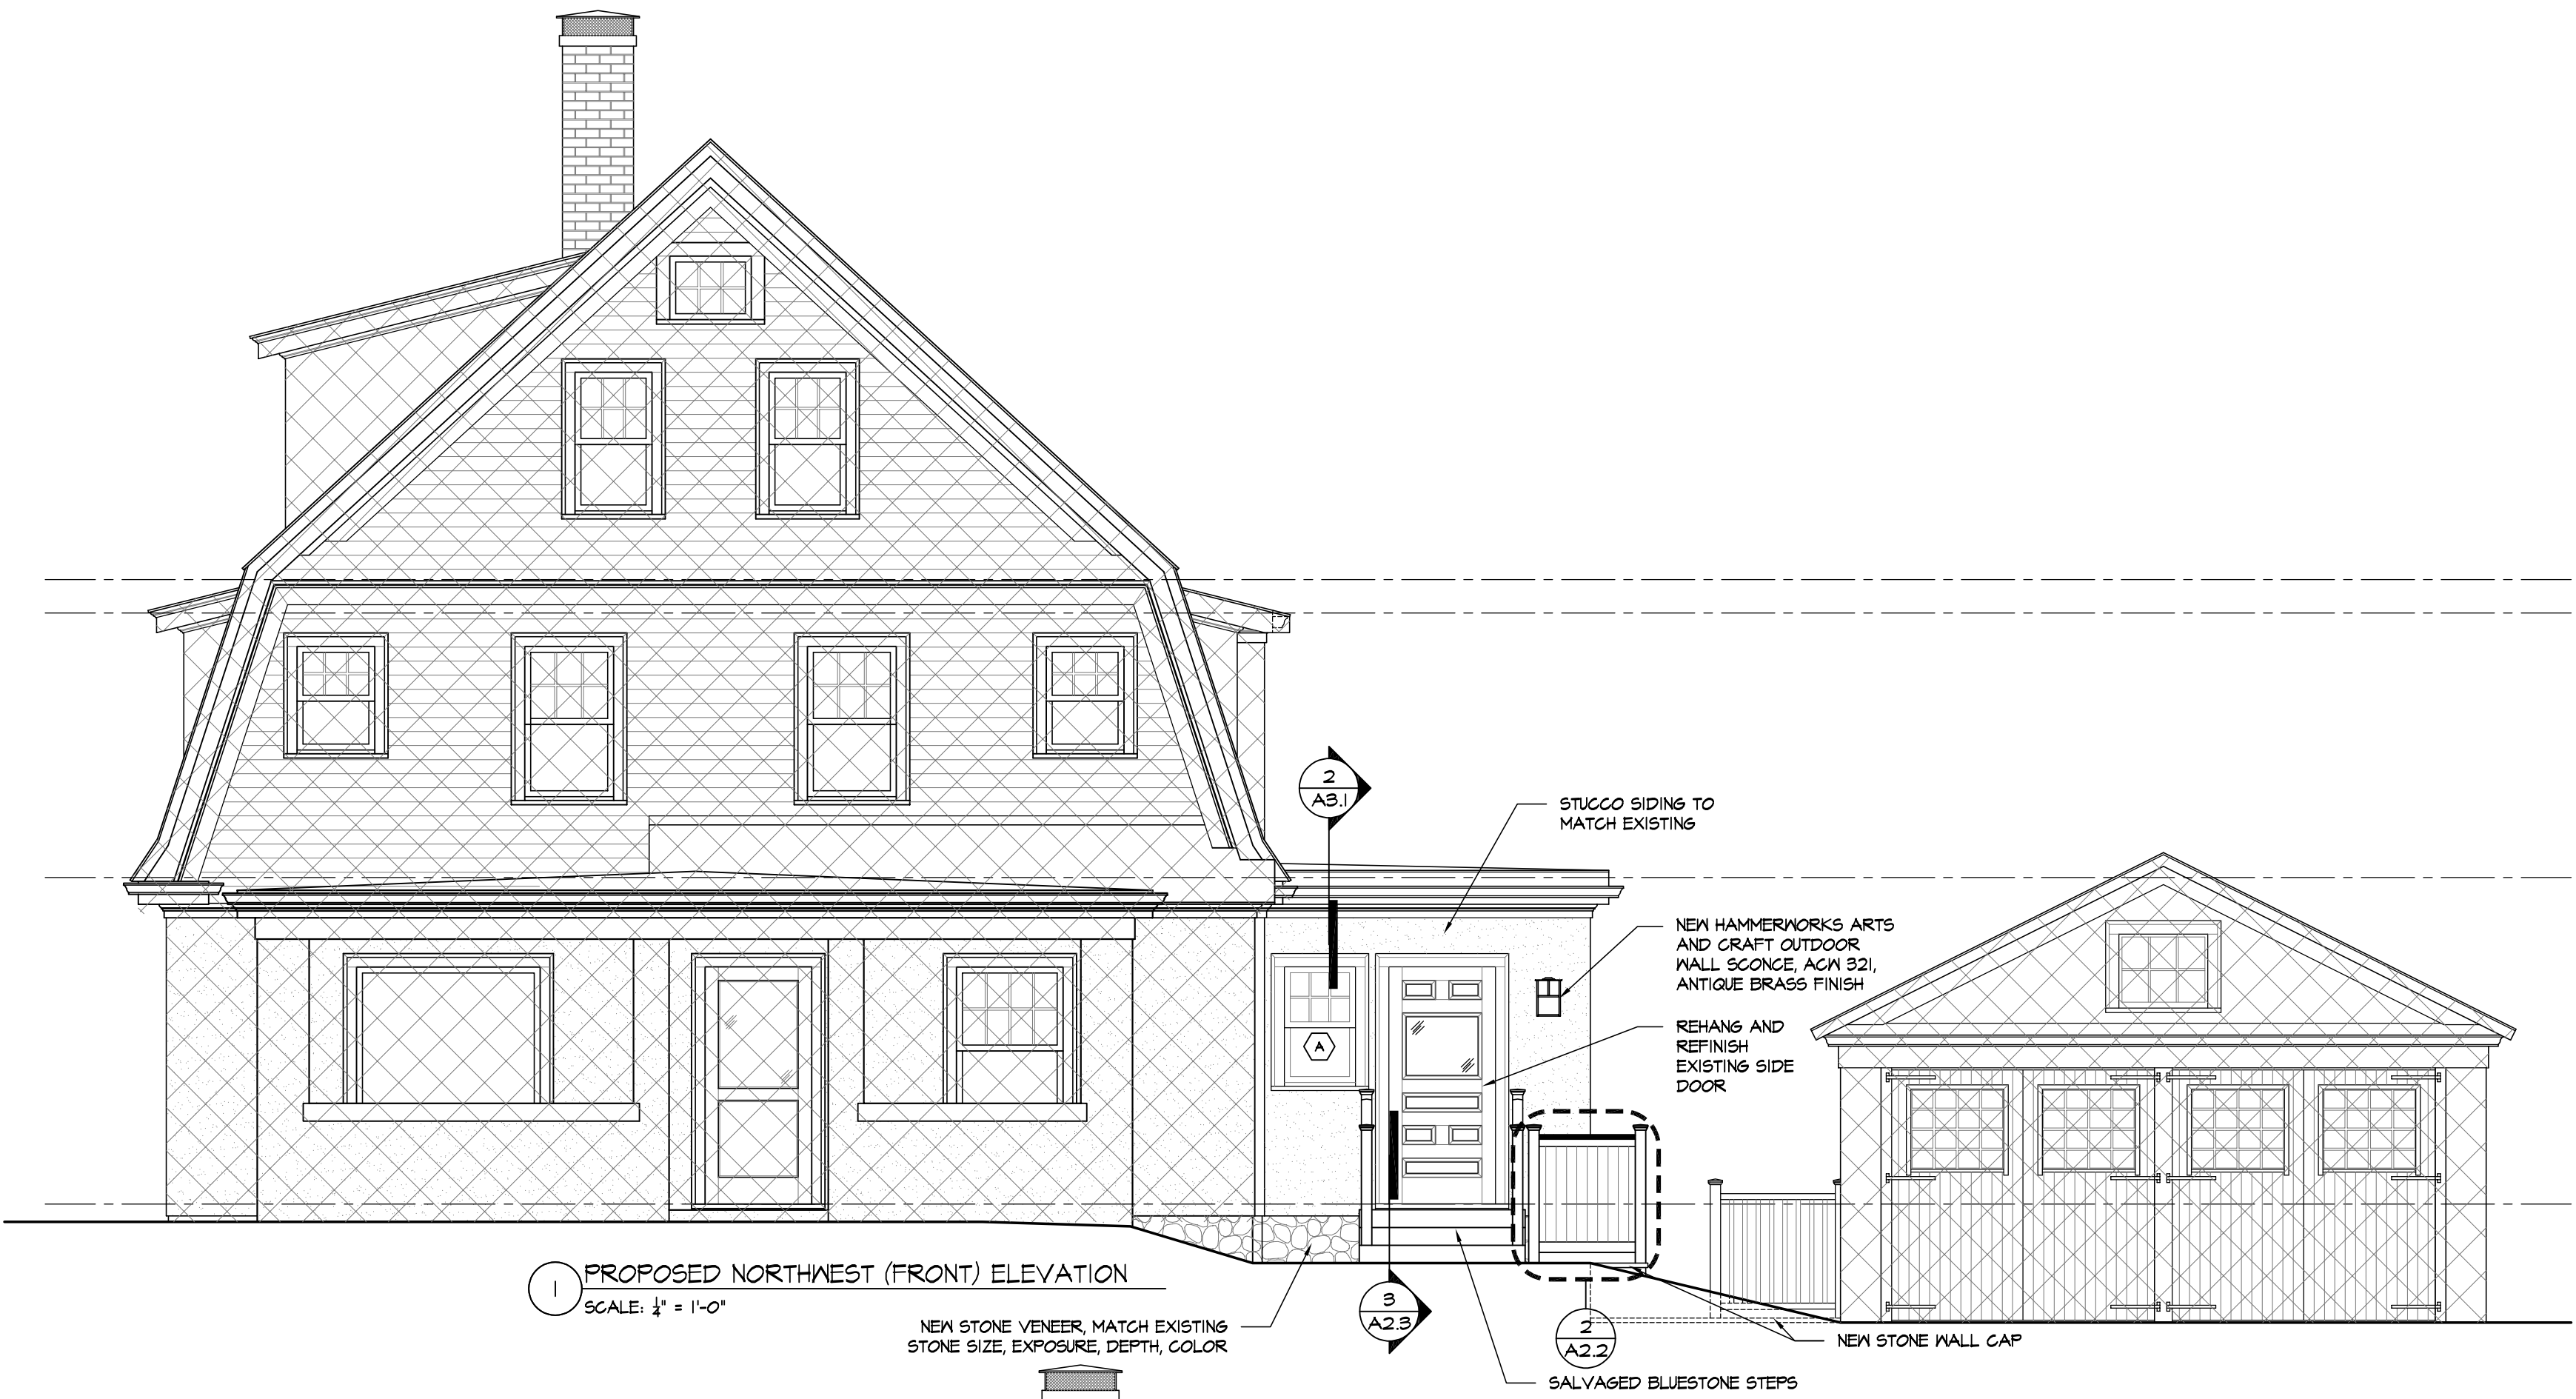 2
A3.1
STUCCO SIDING TO
MATCH EXISTING
NEW HAMMERWORKS ARTS
AND CRAFT OUTDOOR
WALL SCONCE, ACW 321,
ANTIQUE BRASS FINISH
REHANG AND
REFINISH
EXISTING SIDE
DOOR
A
1
PROPOSED NORTHWEST (FRONT) ELEVATION
SCALE: ¼" = 1'-0"
NEW STONE VENEER, MATCH EXISTING
STONE SIZE, EXPOSURE, DEPTH, COLOR
3
A2.3
2
A2.2
NEW STONE WALL CAP
SALVAGED BLUESTONE STEPS